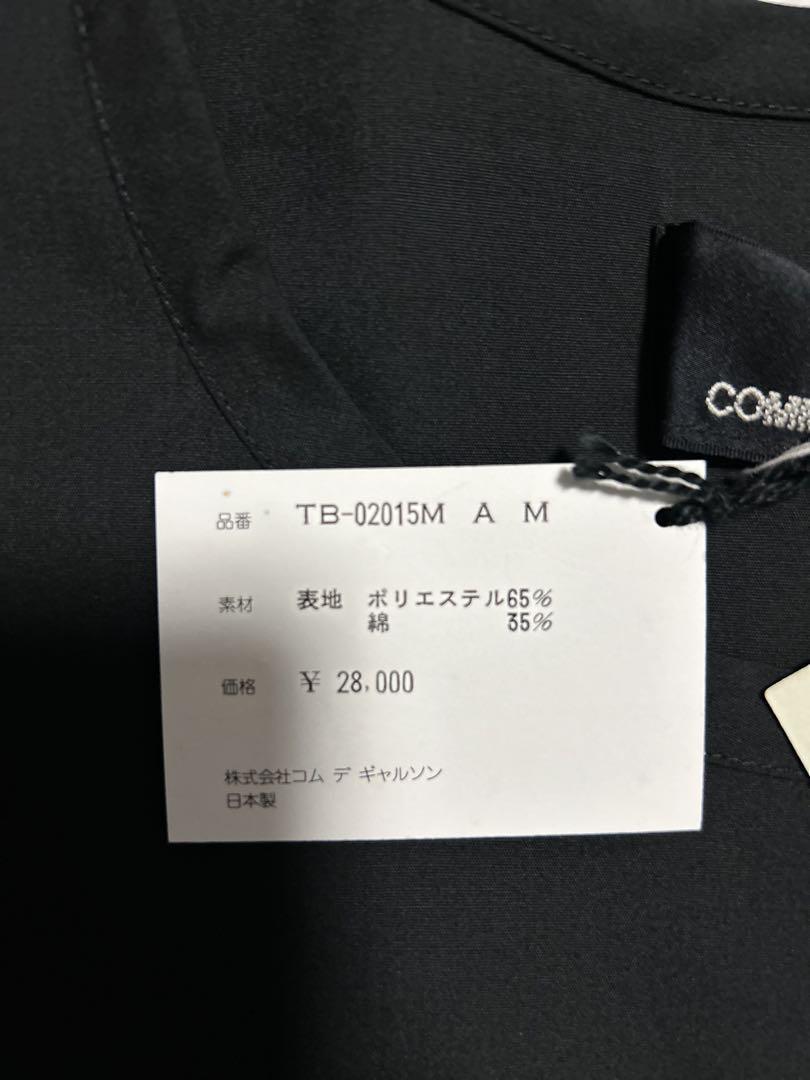 COM
品番 TB-02015M A M
素材 表地 ポリエステル65%
綿 35%
価格 ¥ 28,000
株式会社コム デ ギャルソン
日本製